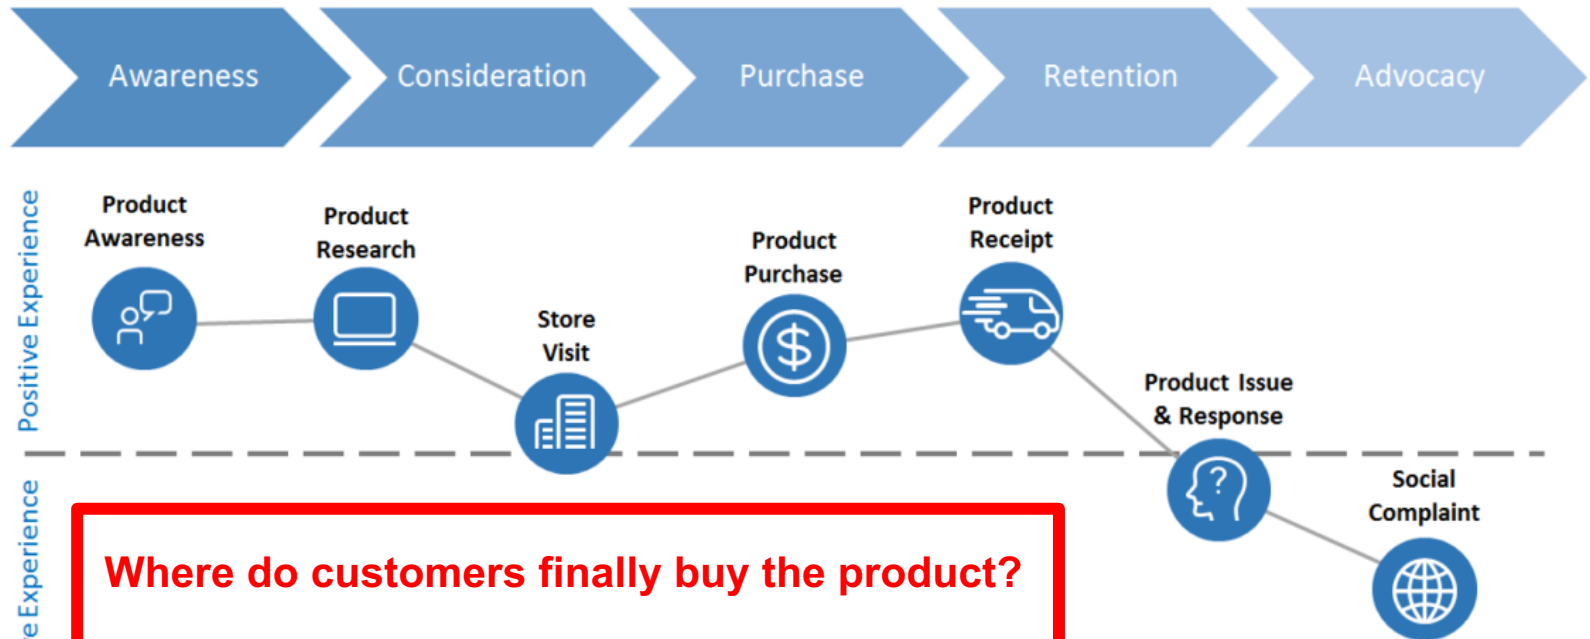 Awareness
Consideration
Purchase
Retention
Advocacy
Positive Experience
Product
Awareness
Product
Research
Store
Visit
Product
Purchase
Product
Receipt
Product Issue
& Response
?
Social
Complaint
$
Experience
Where do customers finally buy the product?